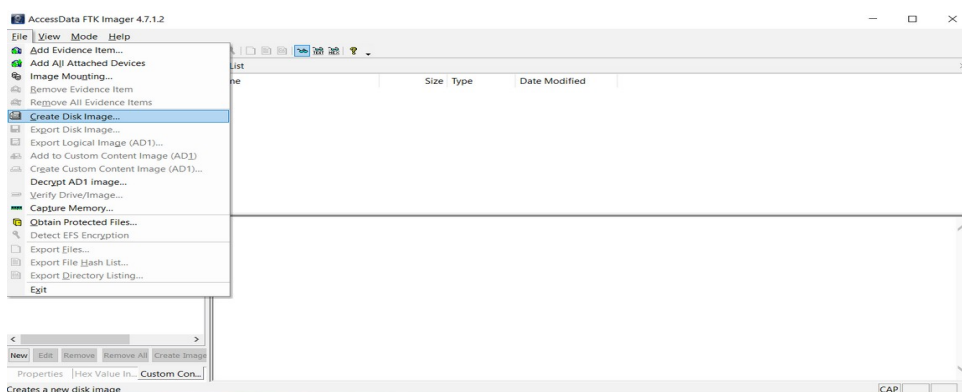 AccessData FTK Imager 4.7.1.2
File View Mode Help
Add Evidence Item...
Add All Attached Devices
List
Image Mounting...
ne Size Type Date Modified
Remove Evidence Item
Remove All Evidence Items
Create Disk Image...
Export Disk Image...
Export Logical Image (AD1)...
Add to Custom Content Image (AD1)
Create Custom Content Image (AD1)...
Decrypt AD1 image...
Verify Drive/Image...
Capture Memory...
Obtain Protected Files...
Detect EFS Encryption
Export Files...
Export File Hash List...
Export Directory Listing...
Exit
New Edit Remove Remove All Create Image
Properties Hex Value In... Custom Con...
Creates a new disk image CAP